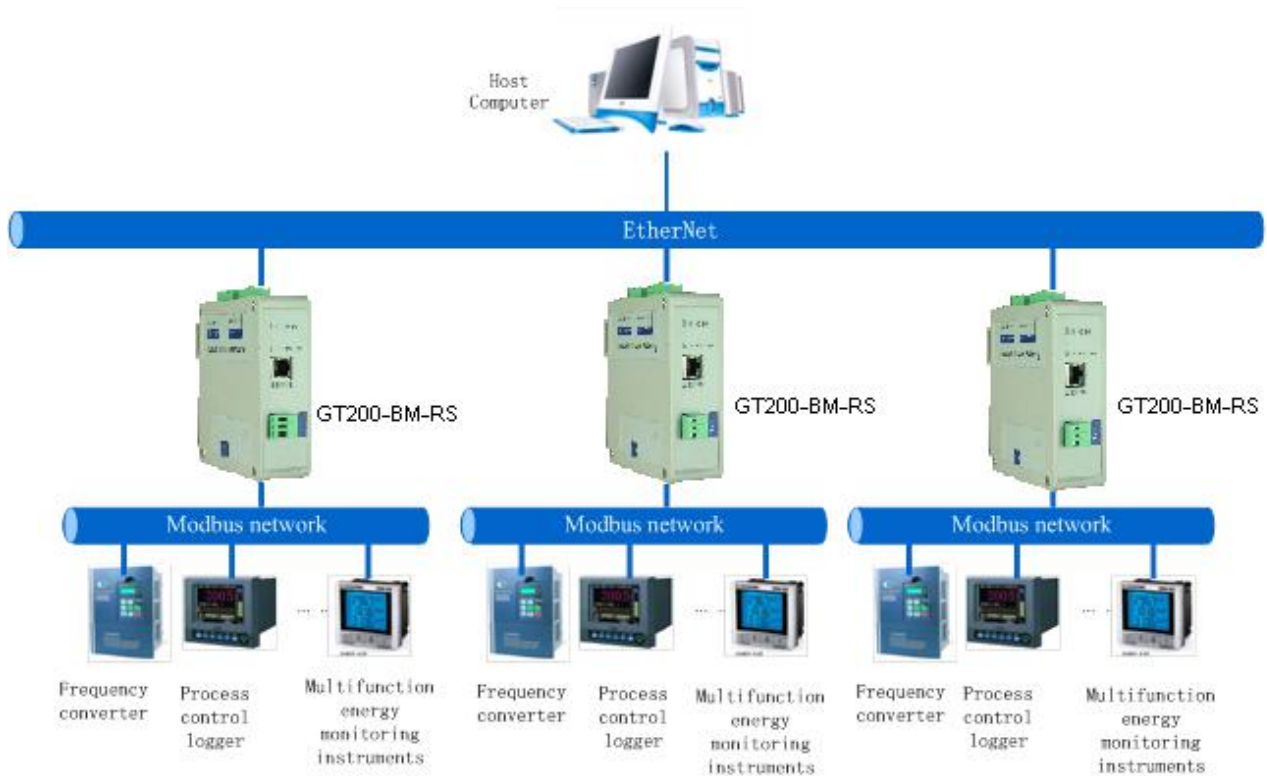 Host
Computer
EtherNet
GT200-BM-RS
GT200-BM-RS
GT200-BM-RS
Modbus network
Modbus network
Modbus network
Frequency
converter
Process
control
logger
... ..
Multifunction
energy
monitoring
instruments
Frequency
converter
Process
control
logger
... ..
Multifunction
energy
monitoring
instruments
Frequency
converter
Process
control
logger
... ..
Multifunction
energy
monitoring
instruments